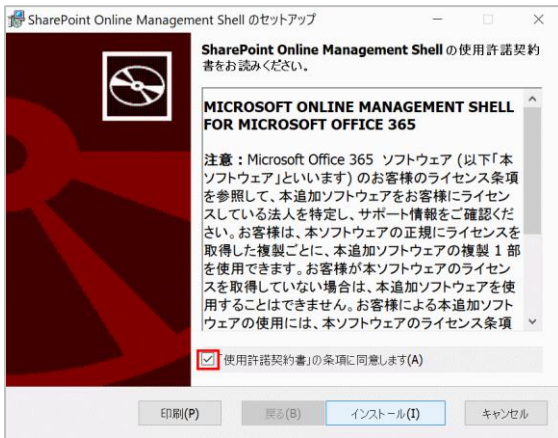 SharePoint Online Management Shell のセットアップ
SharePoint Online Management Shell の使用許諾契約
書をお読みください。
MICROSOFT ONLINE MANAGEMENT SHELL
FOR MICROSOFT OFFICE 365
注意：Microsoft Office 365 ソフトウェア (以下「本
ソフトウェア」といいます) のお客様のライセンス条項
を参照して、本追加ソフトウェアをお客様にライセン
スしている法人を特定し、サポート情報をご確認くだ
さい。お客様は、本ソフトウェアの正規にライセンスを
取得した複製ごとに、本追加ソフトウェアの複製 1 部
を使用できます。お客様が本ソフトウェアのライセン
スを取得していない場合は、本追加ソフトウェアを使
用することはできません。お客様による本追加ソフト
ウェアの使用には、本ソフトウェアのライセンス条項
「使用許諾契約書」の条項に同意します(A)
印刷(P) 戻る(B) インストール(I) キャンセル